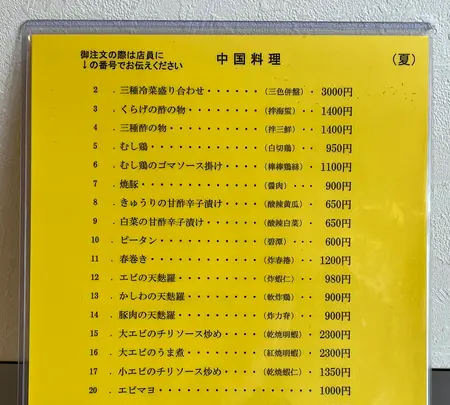 御注文の際は店員に
↓の番号でお伝えください
中国料理
（夏）
2 ．三種冷菜盛り合わせ・・・・・・（三色併盤）・3000円
3 ．くらげの酢の物・・・・・・・・（拌海蜇）・・1400円
4 ．三種酢の物・・・・・・・・・・（拌三鮮）・・1400円
5 ．むし鶏・・・・・・・・・・・・（白切鶏）・・950円
6 ．むし鶏のゴマソース掛け・・・・（棒棒鶏絲）・1100円
7 ．焼豚・・・・・・・・・・・・・（醤肉）・・・900円
8 ．きゅうりの甘酢辛子漬け・・・・（酸辣黄瓜）・650円
9 ．白菜の甘酢辛子漬け・・・・・・（酸辣白菜）・650円
10 ．ピータン・・・・・・・・・・・（碧潭）・・・600円
11 ．春巻き・・・・・・・・・・・・（炸春捲）・・1200円
12 ．エビの天麩羅・・・・・・・・・（炸蝦仁）・・980円
13 ．かしわの天麩羅・・・・・・・・（軟炸鶏）・・900円
14 ．豚肉の天麩羅・・・・・・・・・（炸力脊）・・900円
15 ．大エビのチリソース炒め・・・・（乾焼明蝦）・2300円
16 ．大エビのうま煮・・・・・・・・（紅焼明蝦）・2300円
17 ．小エビのチリソース炒め・・・・（乾焼蝦仁）・1350円
20 ．エビマヨ・・・・・・・・・・・・・・・・・・1000円